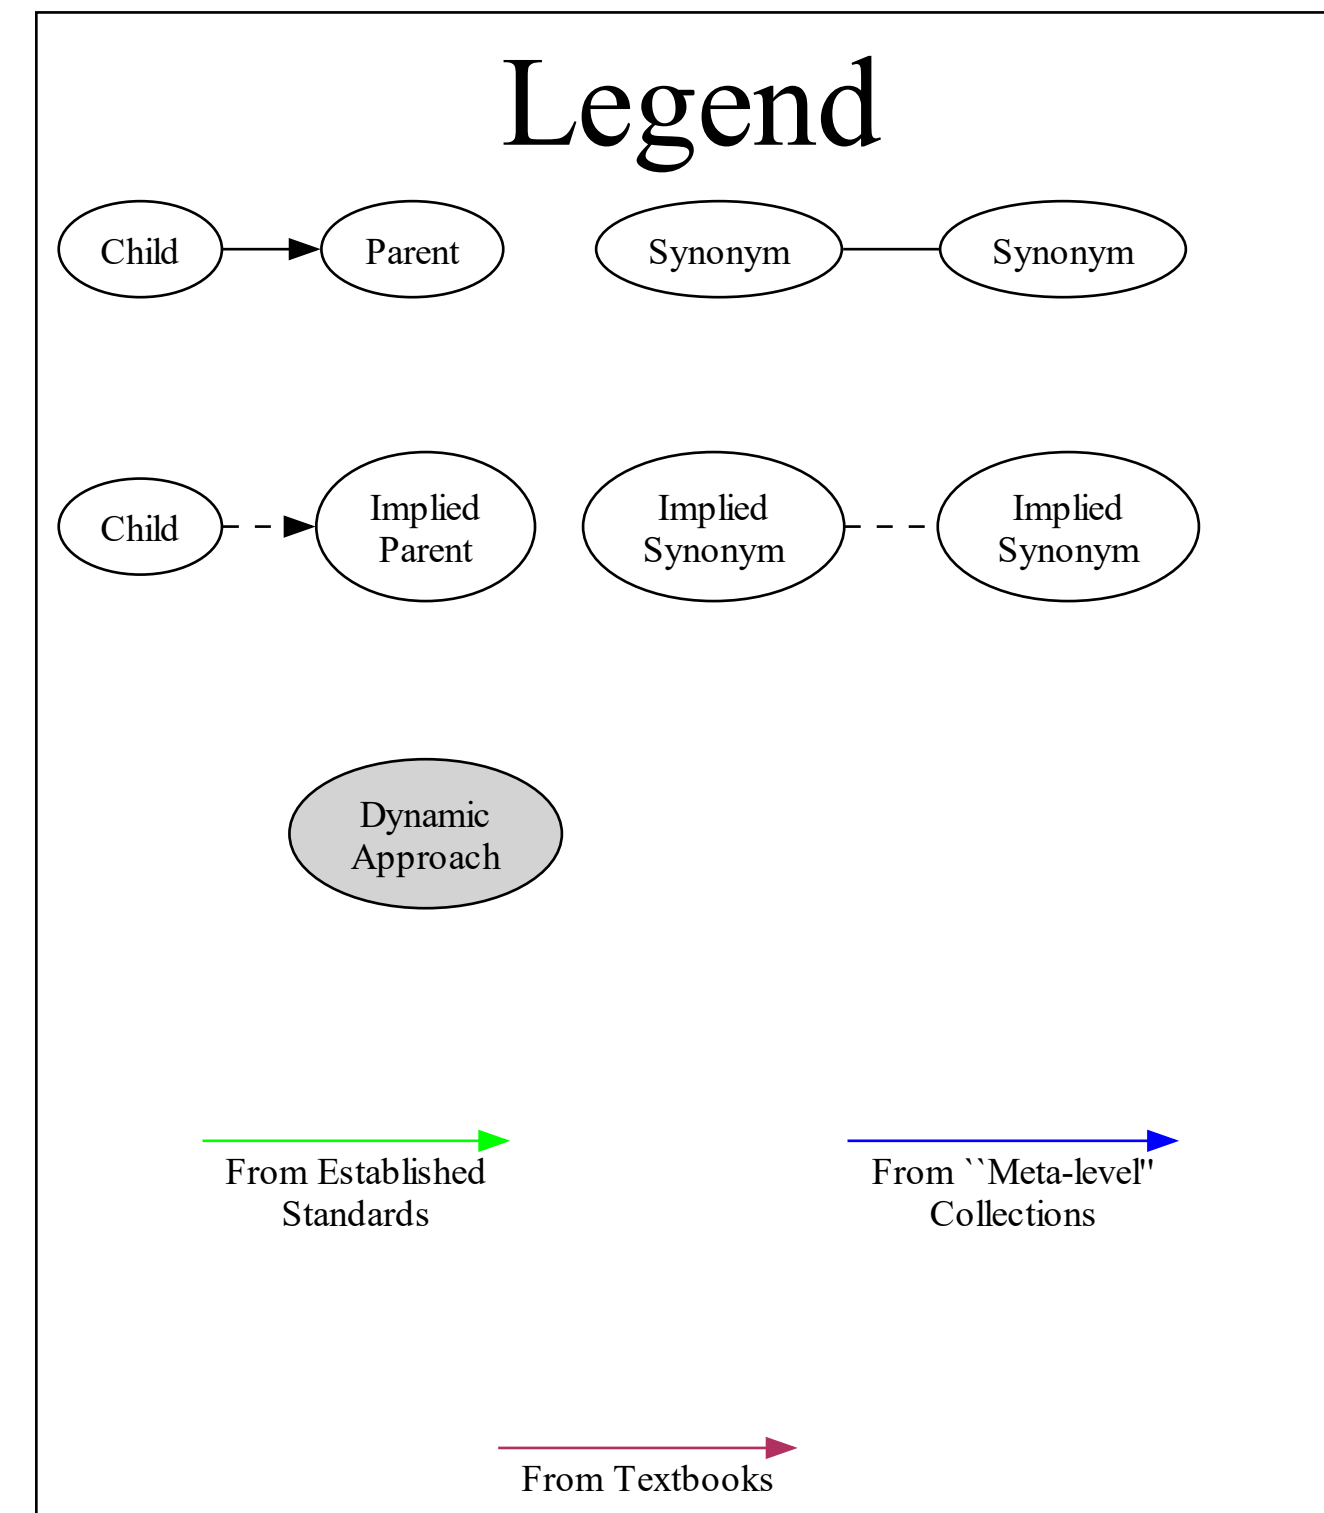 Legend
Child
Parent
Synonym
Synonym
Child
Implied
Parent
Implied
Synonym
Implied
Synonym
Dynamic
Approach
From Established
Standards
From ``Meta-level"
Collections
From Textbooks